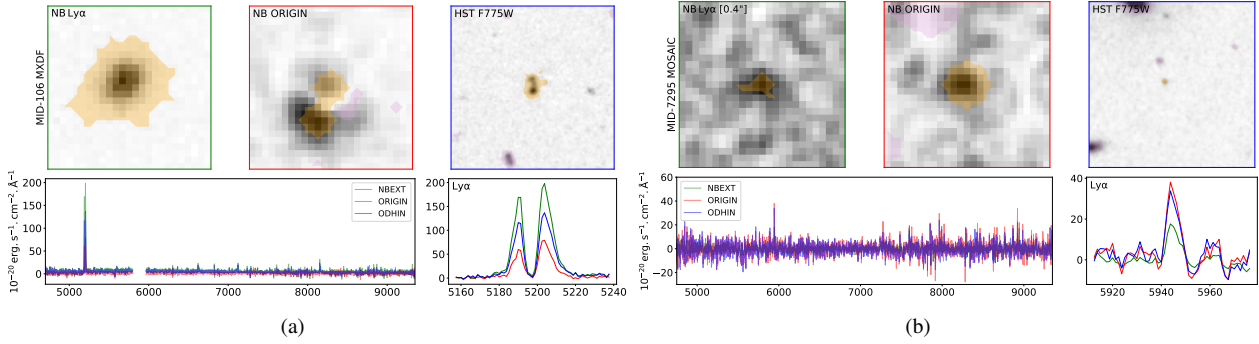 NB Lyα
NB ORIGIN
HST F775W
MID-106 MXDF
10⁻²⁰ erg. s⁻¹. cm⁻². Å⁻¹
200
150
100
50
0
NBEXT
ORIGIN
ODHIN
5000 6000 7000 8000 9000
Lyα
200
150
100
50
0
5160 5180 5200 5220 5240
(a)
NB Lyα [0.4"]
NB ORIGIN
HST F775W
MID-7295 MOSAIC
10⁻²⁰ erg. s⁻¹. cm⁻². Å⁻¹
60
40
20
0
−20
NBEXT
ORIGIN
ODHIN
5000 6000 7000 8000 9000
Lyα
40
20
0
5920 5940 5960
(b)